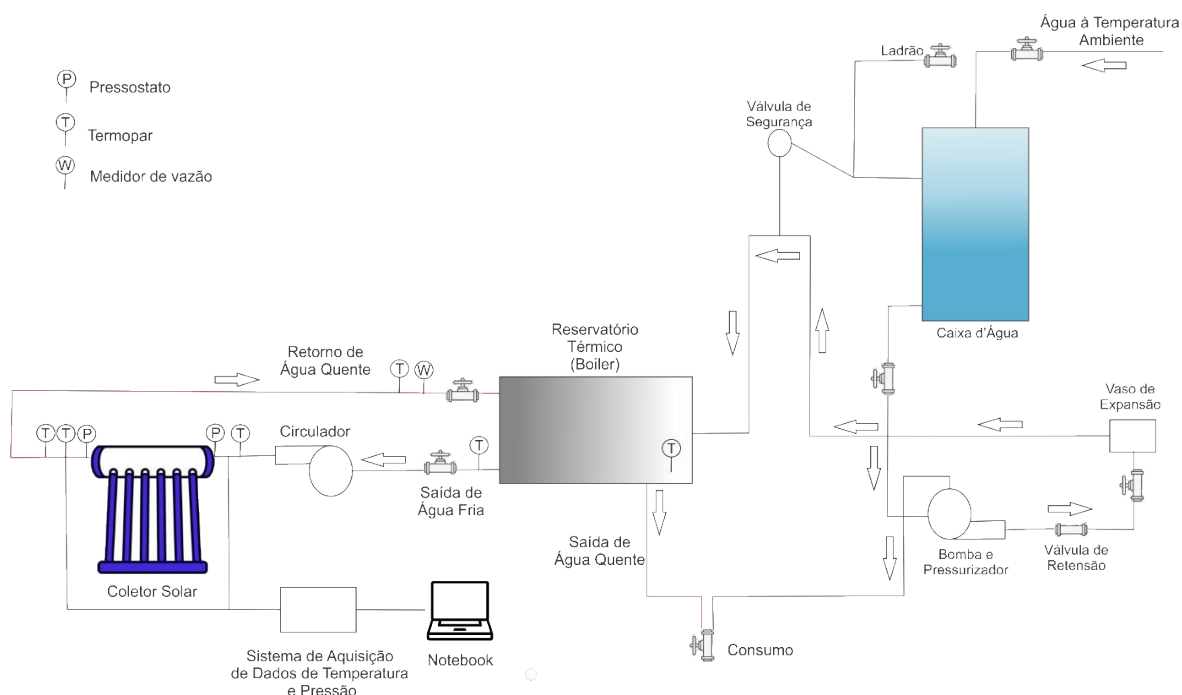 Água à Temperatura
Ambiente
Ladrão
P
Pressostato
T
Termopar
W
Medidor de vazão
Válvula de
Segurança
Caixa d'Água
Reservatório
Térmico
(Boiler)
Retorno de
Água Quente
T
W
Vaso de
Expansão
T
T
P
P
T
Circulador
T
T
Saída de
Água Fria
Saída de
Água Quente
Bomba e
Pressurizador
Válvula de
Retensão
Coletor Solar
Consumo
Notebook
Sistema de Aquisição
de Dados de Temperatura
e Pressão